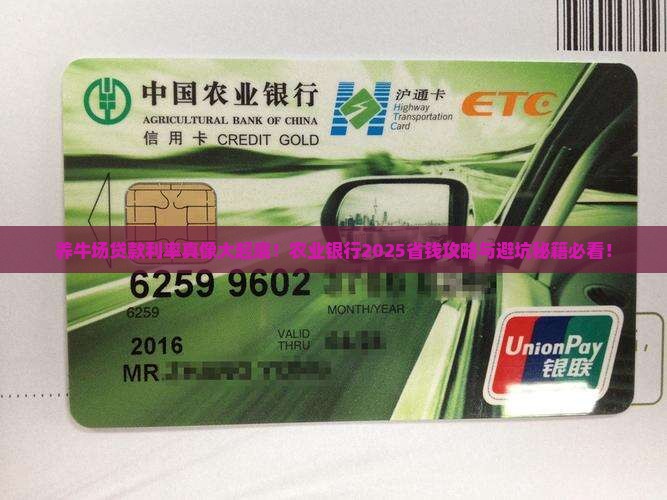 中国农业银行
AGRICULTURAL BANK OF CHINA
信用卡 CREDIT GOLD
沪通卡
Highway
Transportation
Card
ETC
养牛场贷款利率真像大起底！农业银行2025省钱攻略与避坑秘籍必看！
6259 9602
6259
MONTH/YEAR
2016
VALID
THRU
MR.
UnionPay
银联